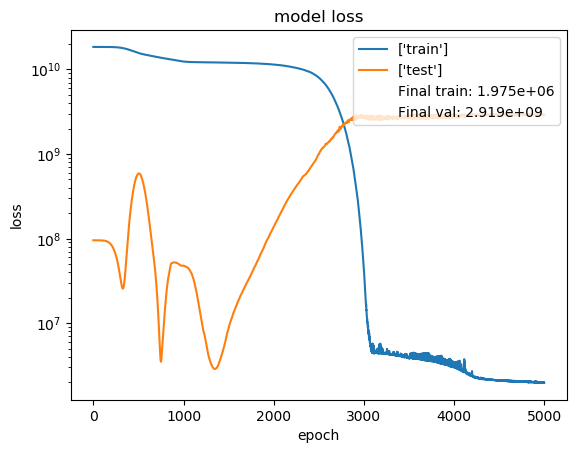 model loss
['train']
['test']
Final train: 1.975e+06
Final val: 2.919e+09
10^10
10^9
10^8
10^7
loss
0 1000 2000 3000 4000 5000
epoch